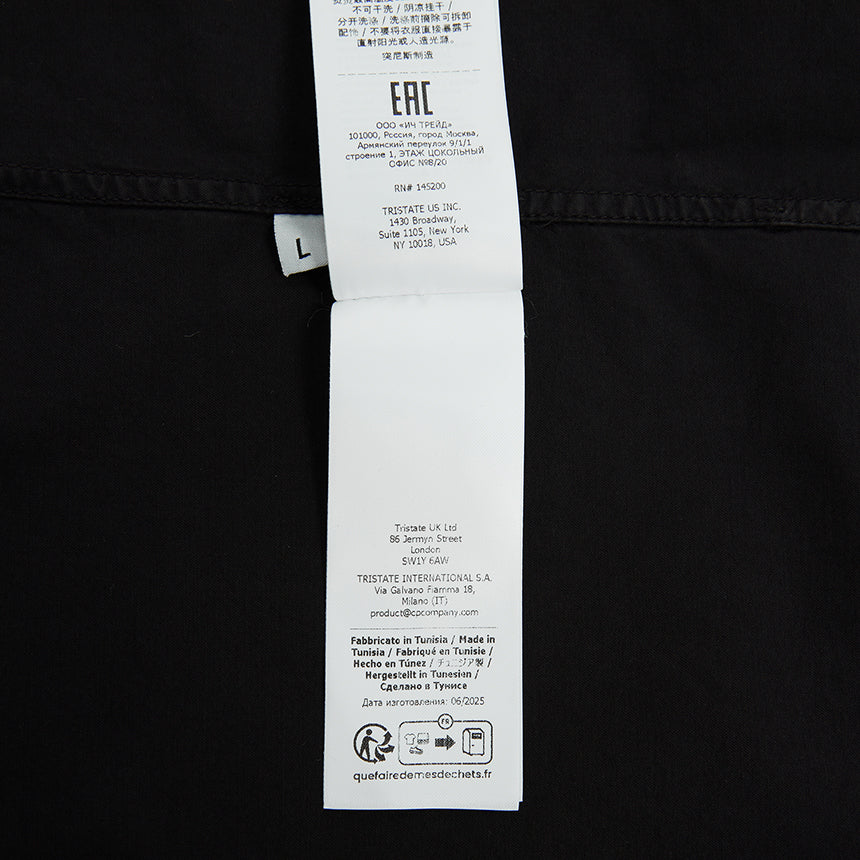 不可干洗 / 阴凉挂干 /
分开洗涤 / 洗涤前摘除可拆卸
配件 / 不要将衣服直接暴露于
直射阳光或人造光。
突尼斯制造
EAC
ООО «ИЧ ТРЕЙД»
101000, Россия, город Москва,
Армянский переулок 9/1/1
строение 1, ЭТАЖ ЦОКОЛЬНЫЙ
ОФИС №8/20
RN# 145200
TRISTATE US INC.
1430 Broadway,
Suite 1105, New York
NY 10018, USA
L
Tristate UK Ltd
86 Jermyn Street
London
SW1Y 6AW
TRISTATE INTERNATIONAL S.A.
Via Galvano Fiamma 18,
Milano (IT)
product@cpcompany.com
Fabbricato in Tunisia / Made in
Tunisia / Fabriqué en Tunisie /
Hecho en Túnez / チュニジア製 /
Hergestellt in Tunesien /
Сделано в Тунисе
Дата изготовления: 06/2025
FR
quefairedemesdechets.fr